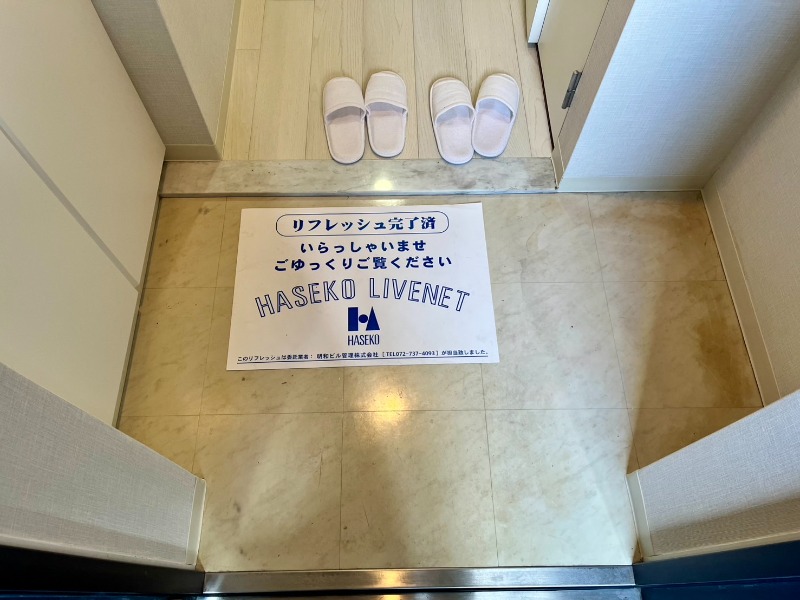 リフレッシュ完了済
いらっしゃいませ
ごゆっくりご覧ください
HASEKO LIVENET
HASEKO
このリフレッシュは委託業者: 明和ビル管理株式会社 [TEL072-737-4093] が担当致しました。